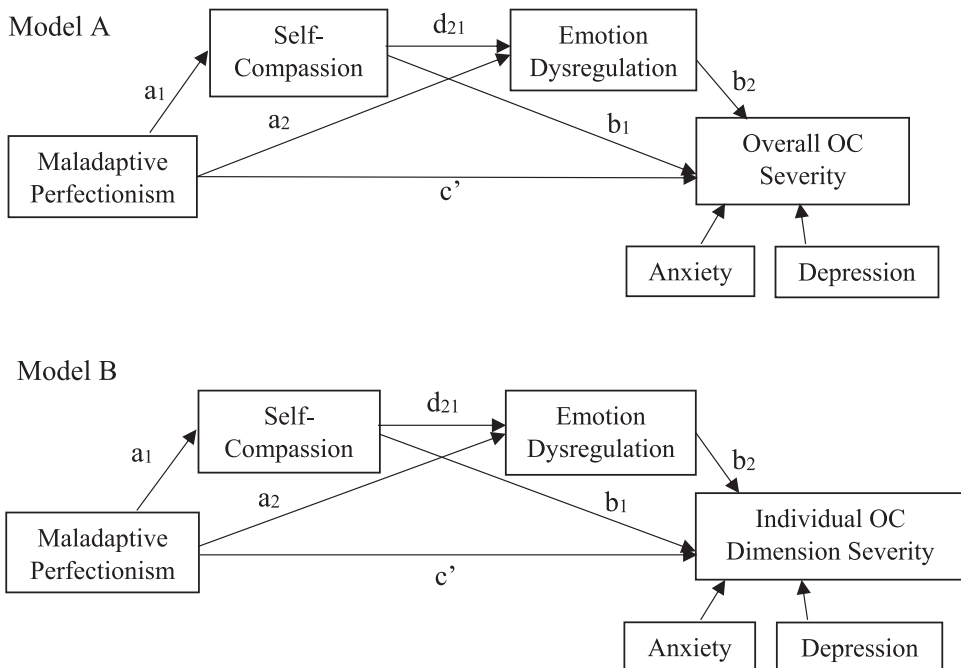 Model A
Self-
Compassion
d21
Emotion
Dysregulation
a1
a2
b1
b2
Maladaptive
Perfectionism
c’
Overall OC
Severity
Anxiety
Depression
Model B
Self-
Compassion
d21
Emotion
Dysregulation
a1
a2
b1
b2
Maladaptive
Perfectionism
c’
Individual OC
Dimension Severity
Anxiety
Depression